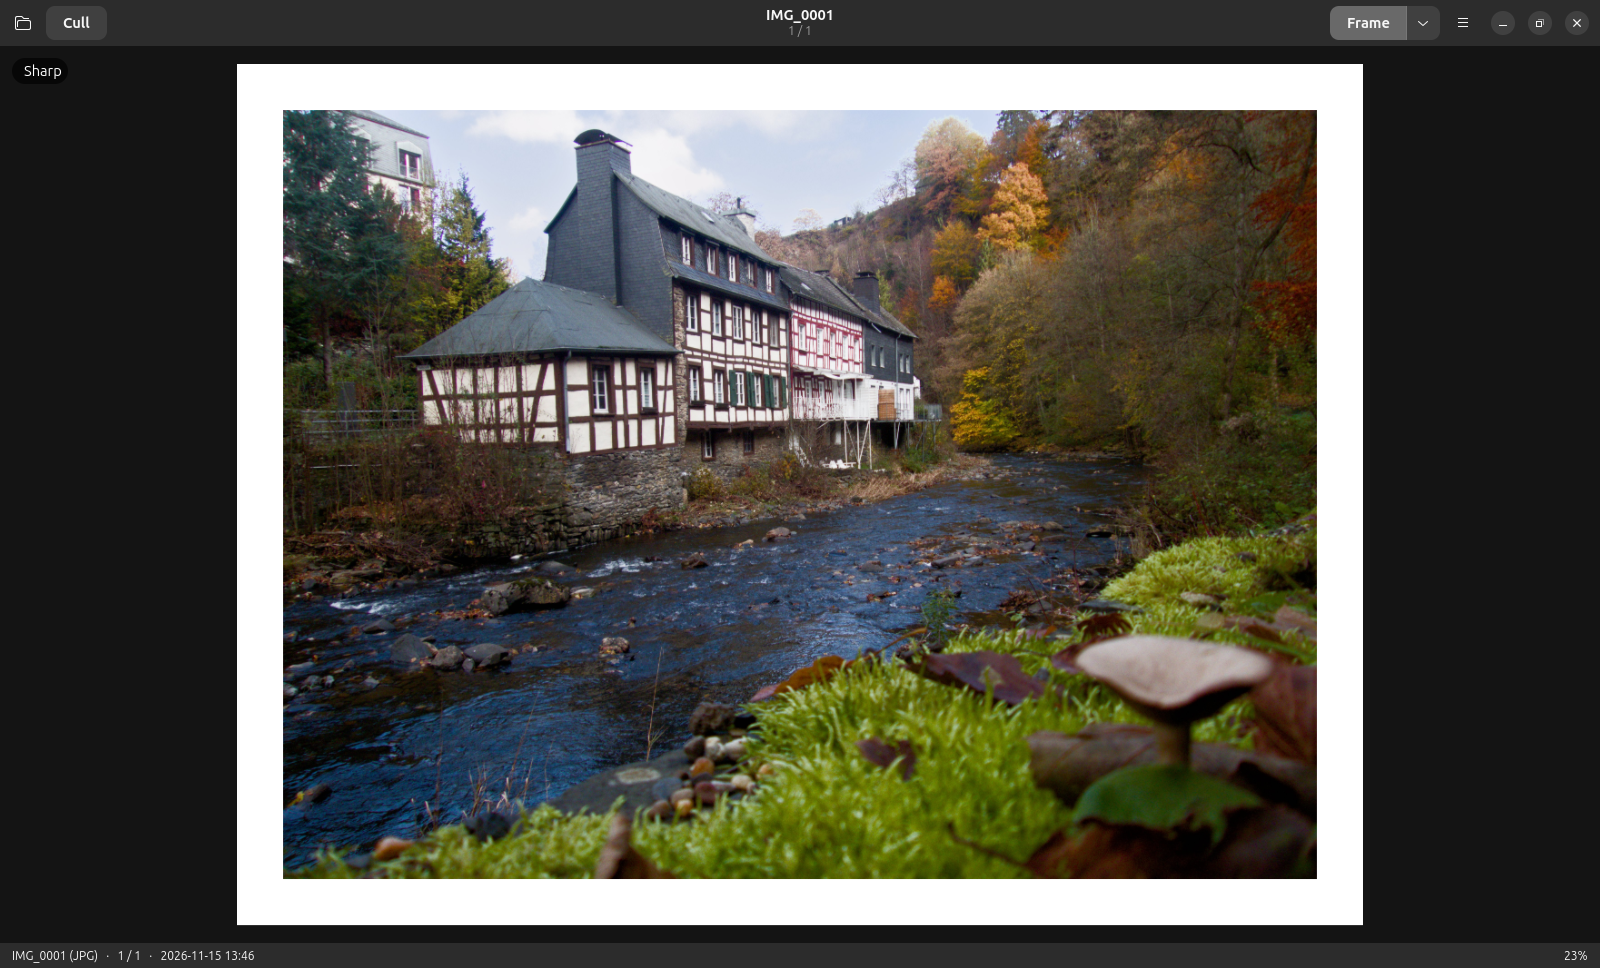 Cull
IMG_0001
1 / 1
Frame
Sharp
IMG_0001 (JPG) · 1 / 1 · 2026-11-15 13:46
23%